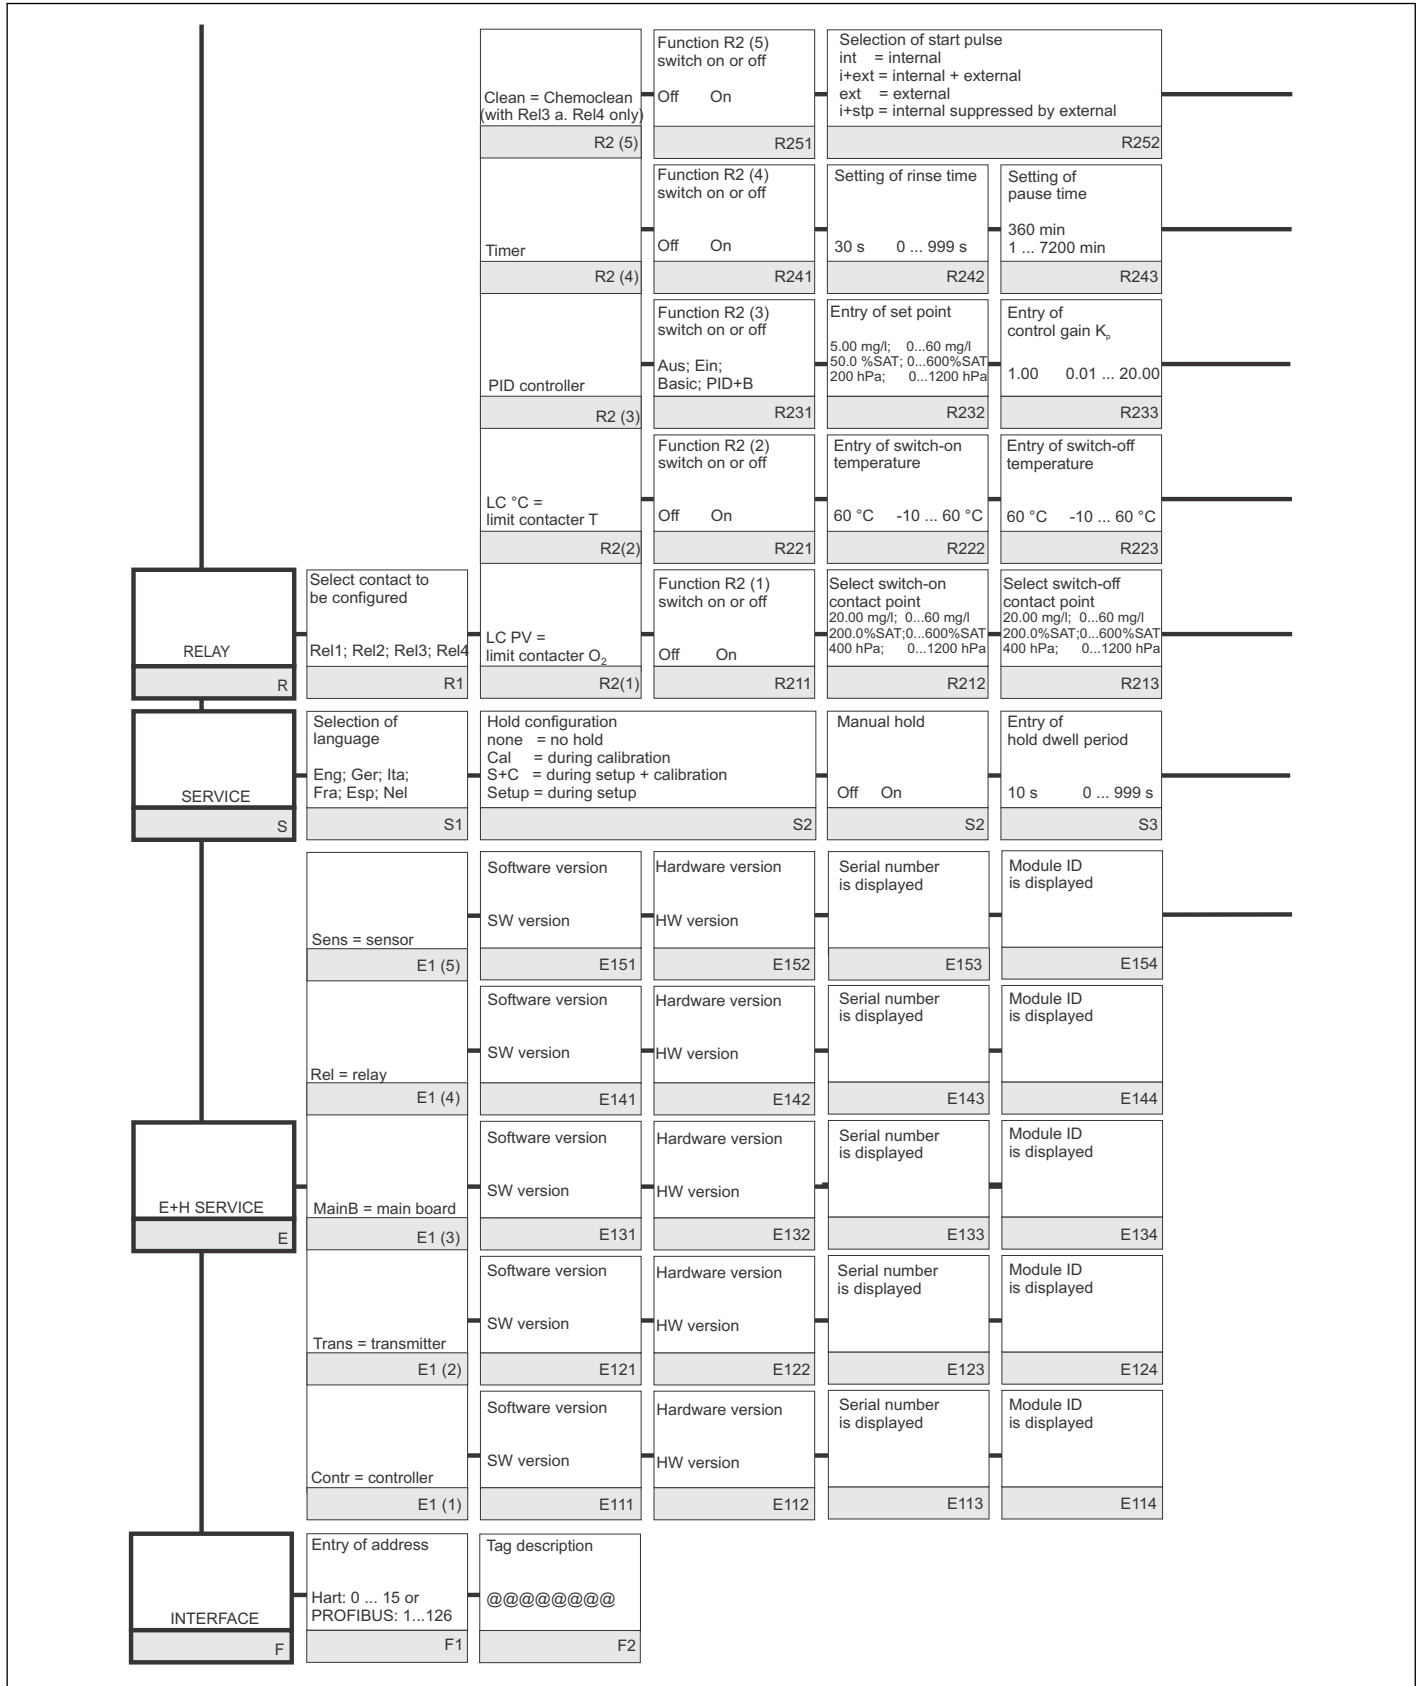 Clean = Chemoclean
(with Rel3 a. Rel4 only)
R2 (5)
Function R2 (5)
switch on or off
Off On
R251
Selection of start pulse
int = internal
i+ext = internal + external
ext = external
i+stp = internal suppressed by external
R252
Timer
R2 (4)
Function R2 (4)
switch on or off
Off On
R241
Setting of rinse time
30 s 0 ... 999 s
R242
Setting of
pause time
360 min
1 ... 7200 min
R243
PID controller
R2 (3)
Function R2 (3)
switch on or off
Aus; Ein;
Basic; PID+B
R231
Entry of set point
5.00 mg/l; 0...60 mg/l
50.0 %SAT; 0...600%SAT
200 hPa; 0...1200 hPa
R232
Entry of
control gain Kp
1.00 0.01 ... 20.00
R233
LC °C =
limit contacter T
R2(2)
Function R2 (2)
switch on or off
Off On
R221
Entry of switch-on
temperature
60 °C -10 ... 60 °C
R222
Entry of switch-off
temperature
60 °C -10 ... 60 °C
R223
RELAY
R
Select contact to
be configured
Rel1; Rel2; Rel3; Rel4
R1
LC PV =
limit contacter O2
R2(1)
Function R2 (1)
switch on or off
Off On
R211
Select switch-on
contact point
20.00 mg/l; 0...60 mg/l
200.0%SAT;0...600%SAT
400 hPa; 0...1200 hPa
R212
Select switch-off
contact point
20.00 mg/l; 0...60 mg/l
200.0%SAT;0...600%SAT
400 hPa; 0...1200 hPa
R213
SERVICE
S
Selection of
language
Eng; Ger; Ita;
Fra; Esp; Nel
S1
Hold configuration
none = no hold
Cal = during calibration
S+C = during setup + calibration
Setup = during setup
S2
Manual hold
Off On
S2
Entry of
hold dwell period
10 s 0 ... 999 s
S3
Sens = sensor
E1 (5)
Software version
SW version
E151
Hardware version
HW version
E152
Serial number
is displayed
E153
Module ID
is displayed
E154
Rel = relay
E1 (4)
Software version
SW version
E141
Hardware version
HW version
E142
Serial number
is displayed
E143
Module ID
is displayed
E144
E+H SERVICE
E
MainB = main board
E1 (3)
Software version
SW version
E131
Hardware version
HW version
E132
Serial number
is displayed
E133
Module ID
is displayed
E134
Trans = transmitter
E1 (2)
Software version
SW version
E121
Hardware version
HW version
E122
Serial number
is displayed
E123
Module ID
is displayed
E124
Contr = controller
E1 (1)
Software version
SW version
E111
Hardware version
HW version
E112
Serial number
is displayed
E113
Module ID
is displayed
E114
INTERFACE
F
Entry of address
Hart: 0 ... 15 or
PROFIBUS: 1...126
F1
Tag description
@@@@@@@@
F2